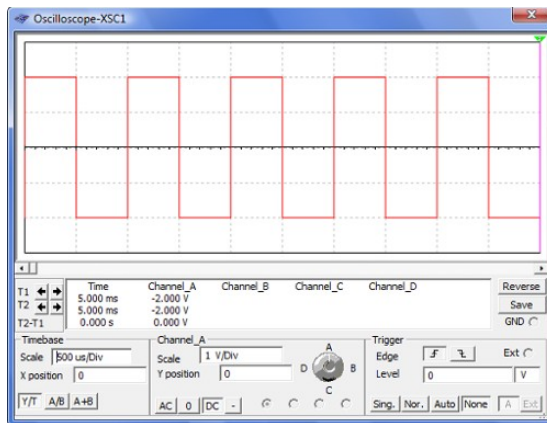 Oscilloscope-XSC1
Time Channel_A Channel_B Channel_C Channel_D
T1 5.000 ms -2.000 V
T2 5.000 ms -2.000 V
T2-T1 0.000 s 0.000 V
Reverse
Save
GND
Timebase
Scale 500 us/Div
X position 0
Y/T A/B A+B
Channel_A
Scale 1 V/Div
Y position 0
AC 0 DC -
A
D B
C
Trigger
Edge Ext
Level 0 V
Sing. Nor. Auto None A Ext